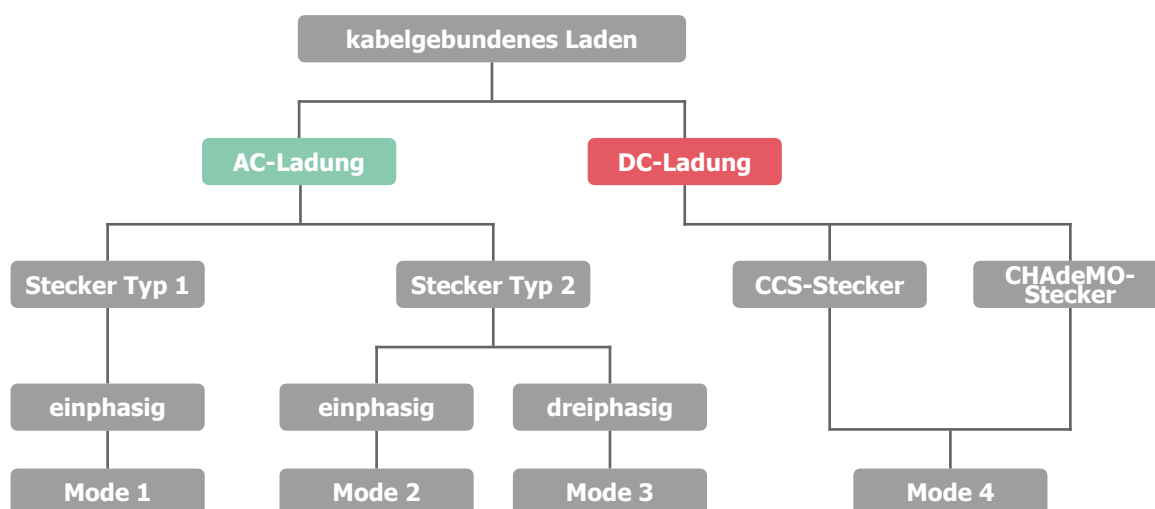 kabelgebundenes Laden
AC-Ladung
DC-Ladung
Stecker Typ 1
Stecker Typ 2
CCS-Stecker
CHAdeMO-
Stecker
einphasig
einphasig
dreiphasig
Mode 1
Mode 2
Mode 3
Mode 4